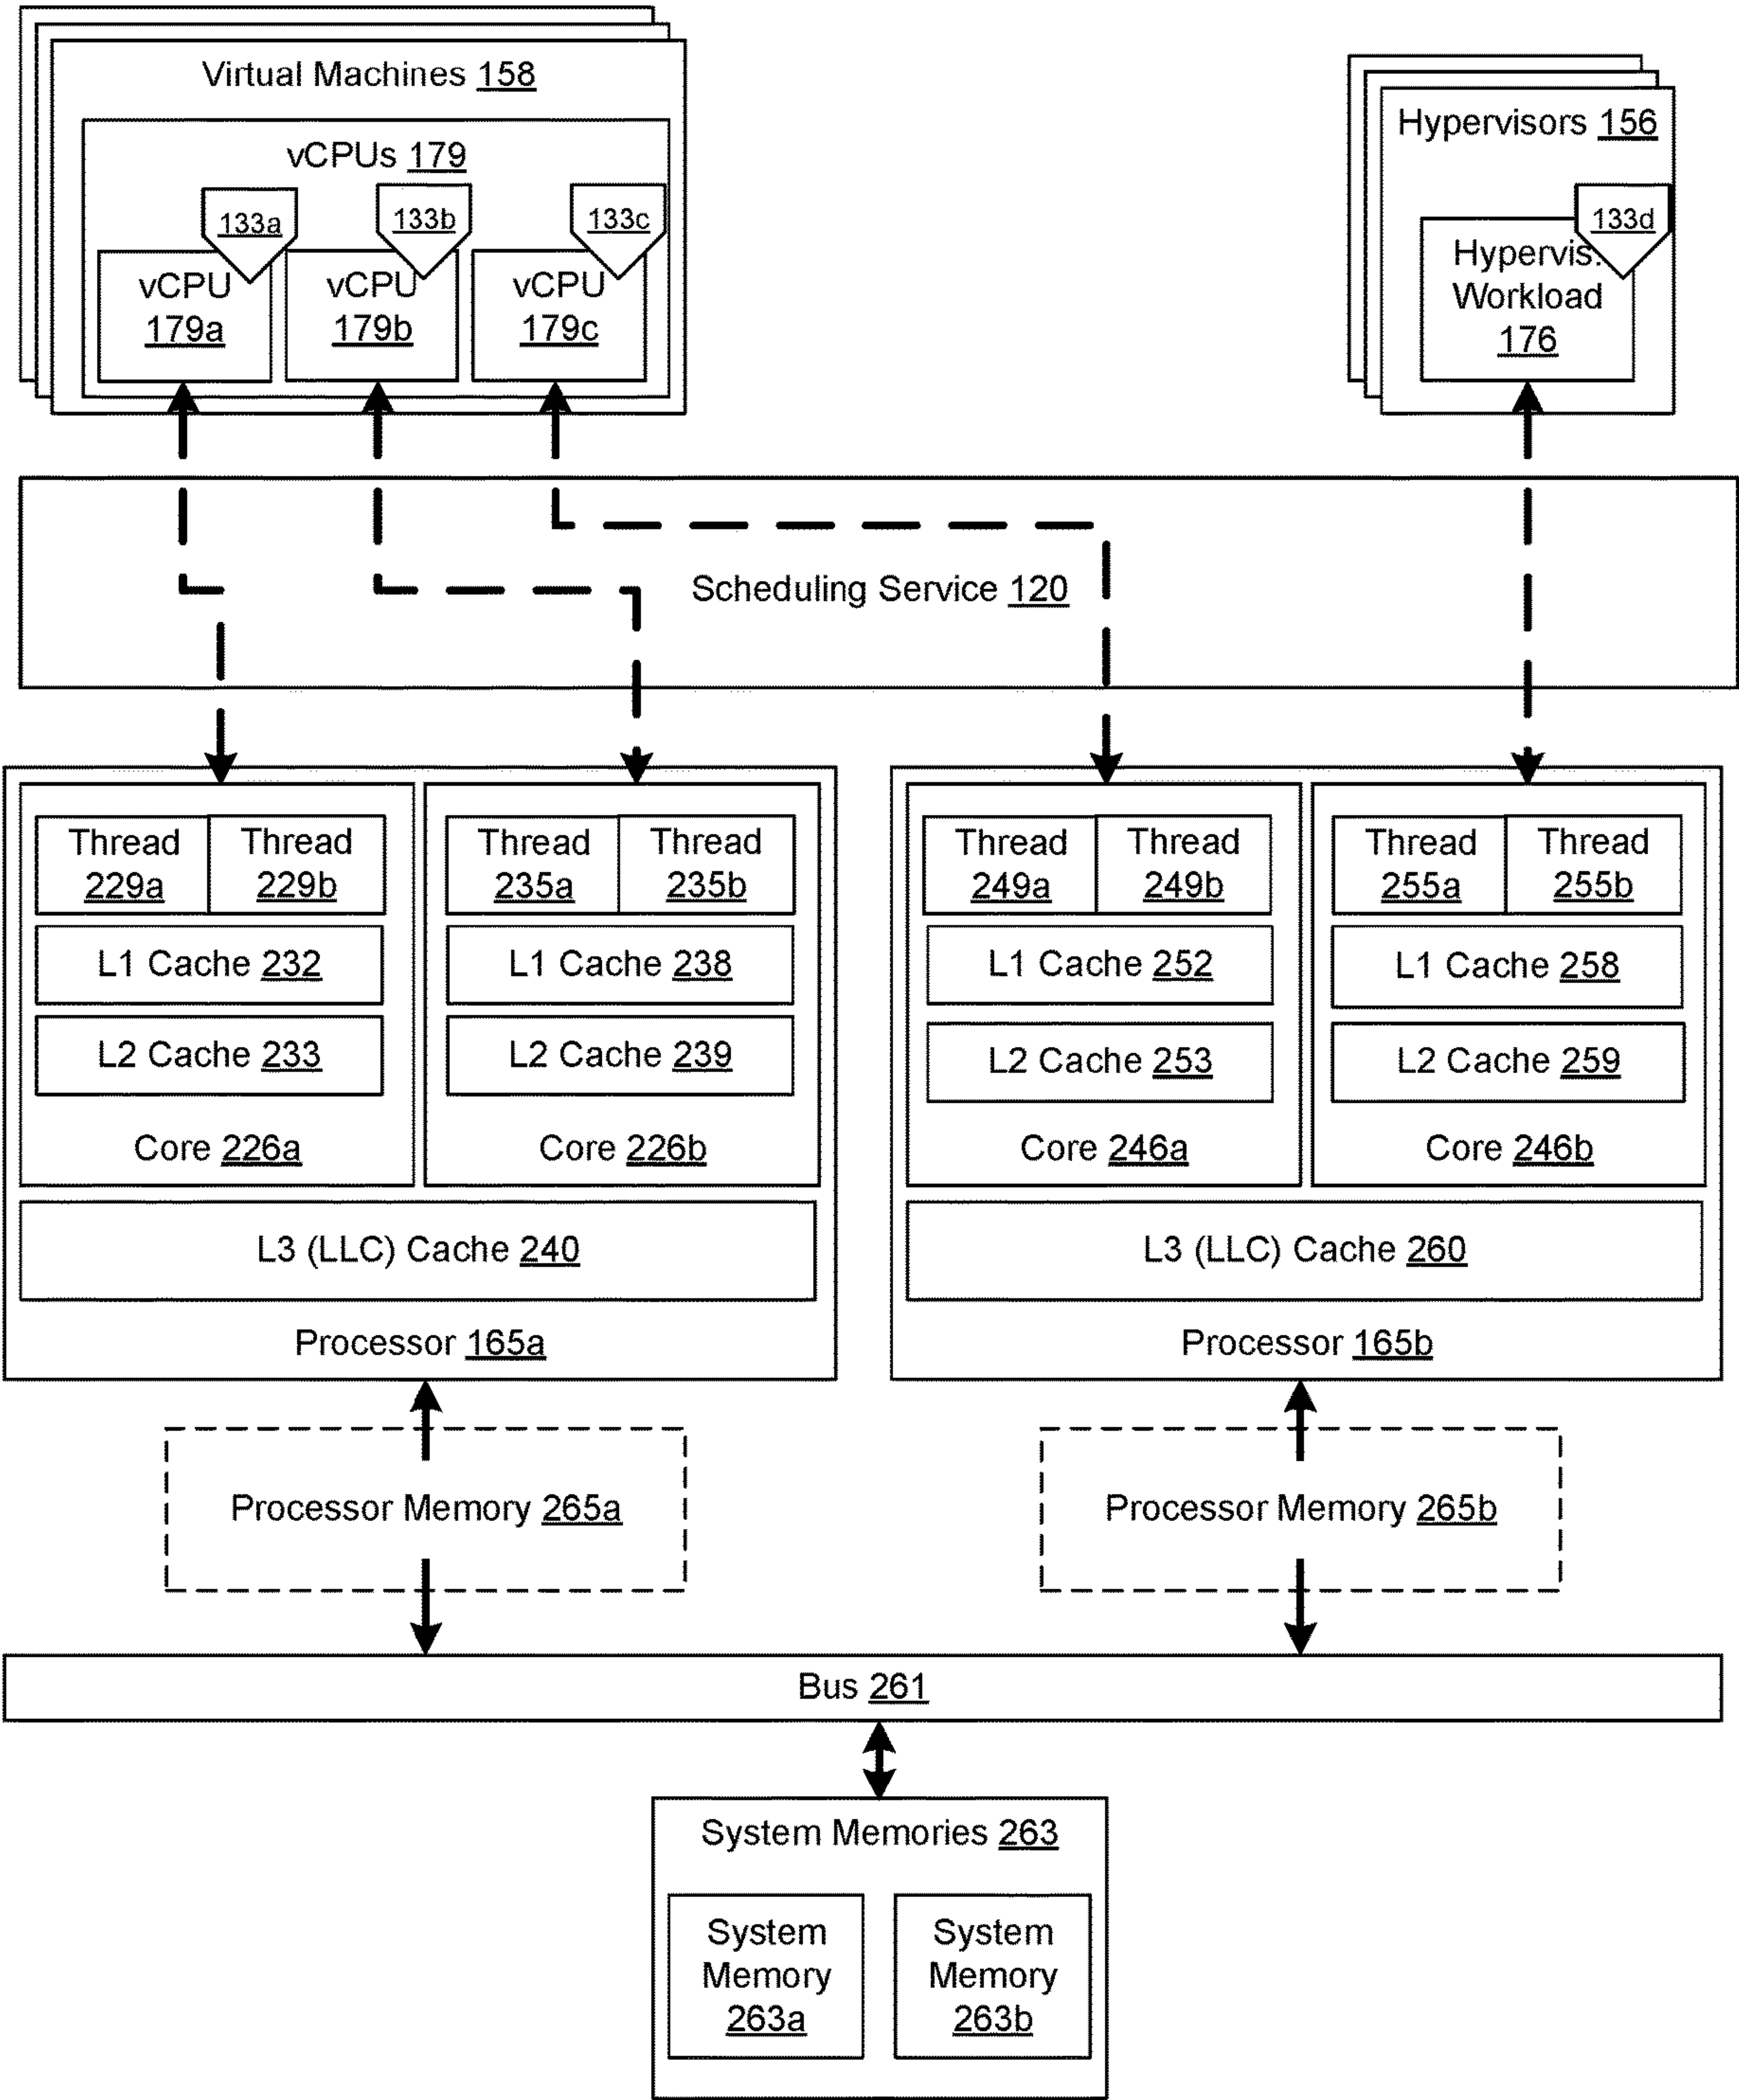 Virtual Machines 158
Hypervisors 156
vCPUs 179
133a
133b
133c
133d
vCPU
179a
vCPU
179b
vCPU
179c
Hypervis.
Workload
176
Scheduling Service 120
Thread
229a
Thread
229b
Thread
235a
Thread
235b
Thread
249a
Thread
249b
Thread
255a
Thread
255b
L1 Cache 232
L1 Cache 238
L1 Cache 252
L1 Cache 258
L2 Cache 233
L2 Cache 239
L2 Cache 253
L2 Cache 259
Core 226a
Core 226b
Core 246a
Core 246b
L3 (LLC) Cache 240
L3 (LLC) Cache 260
Processor 165a
Processor 165b
Processor Memory 265a
Processor Memory 265b
Bus 261
System Memories 263
System
Memory
263a
System
Memory
263b